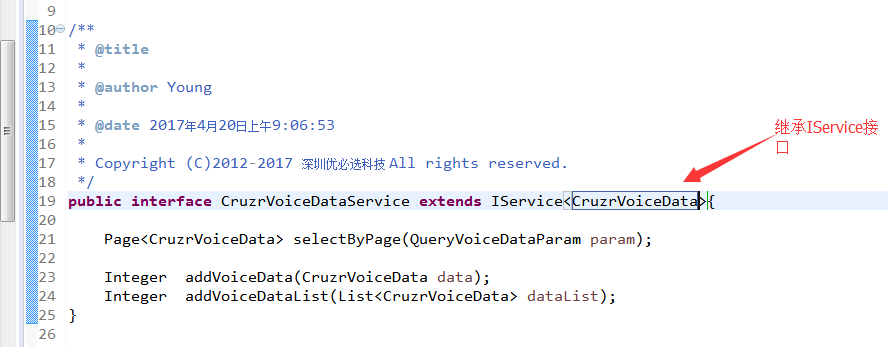 9
10 /**
11 * @title
12 *
13 * @author Young
14 *
15 * @date 2017年4月20日上午9:06:53
16 *
17 * Copyright (C)2012-2017 深圳优必选科技 All rights reserved.
18 */
19 public interface CruzrVoiceDataService extends IService<CruzrVoiceData>{
20
21 Page<CruzrVoiceData> selectByPage(QueryVoiceDataParam param);
22
23 Integer  addVoiceData(CruzrVoiceData data);
24 Integer  addVoiceDataList(List<CruzrVoiceData> dataList);
25 }
26
继承IService接
口